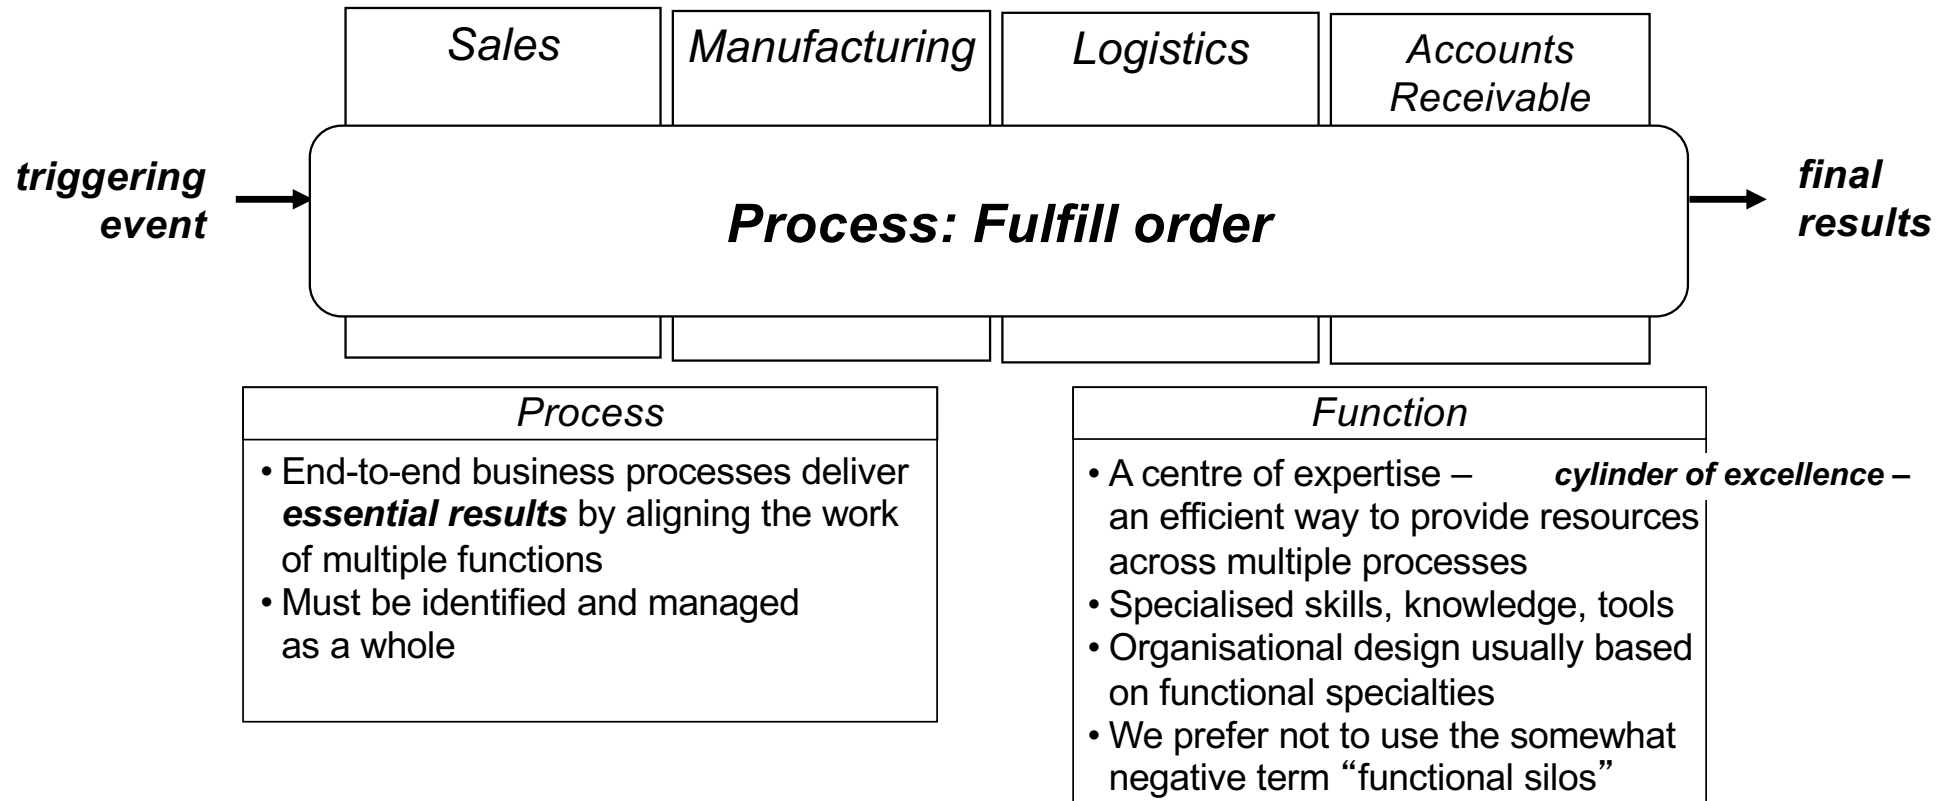 Sales
Manufacturing
Logistics
Accounts
Receivable
triggering
event
Process: Fulfill order
final
results
Process
• End-to-end business processes deliver
essential results by aligning the work
of multiple functions
• Must be identified and managed
as a whole
Function
• A centre of expertise – cylinder of excellence –
an efficient way to provide resources
across multiple processes
• Specialised skills, knowledge, tools
• Organisational design usually based
on functional specialties
• We prefer not to use the somewhat
negative term “functional silos”